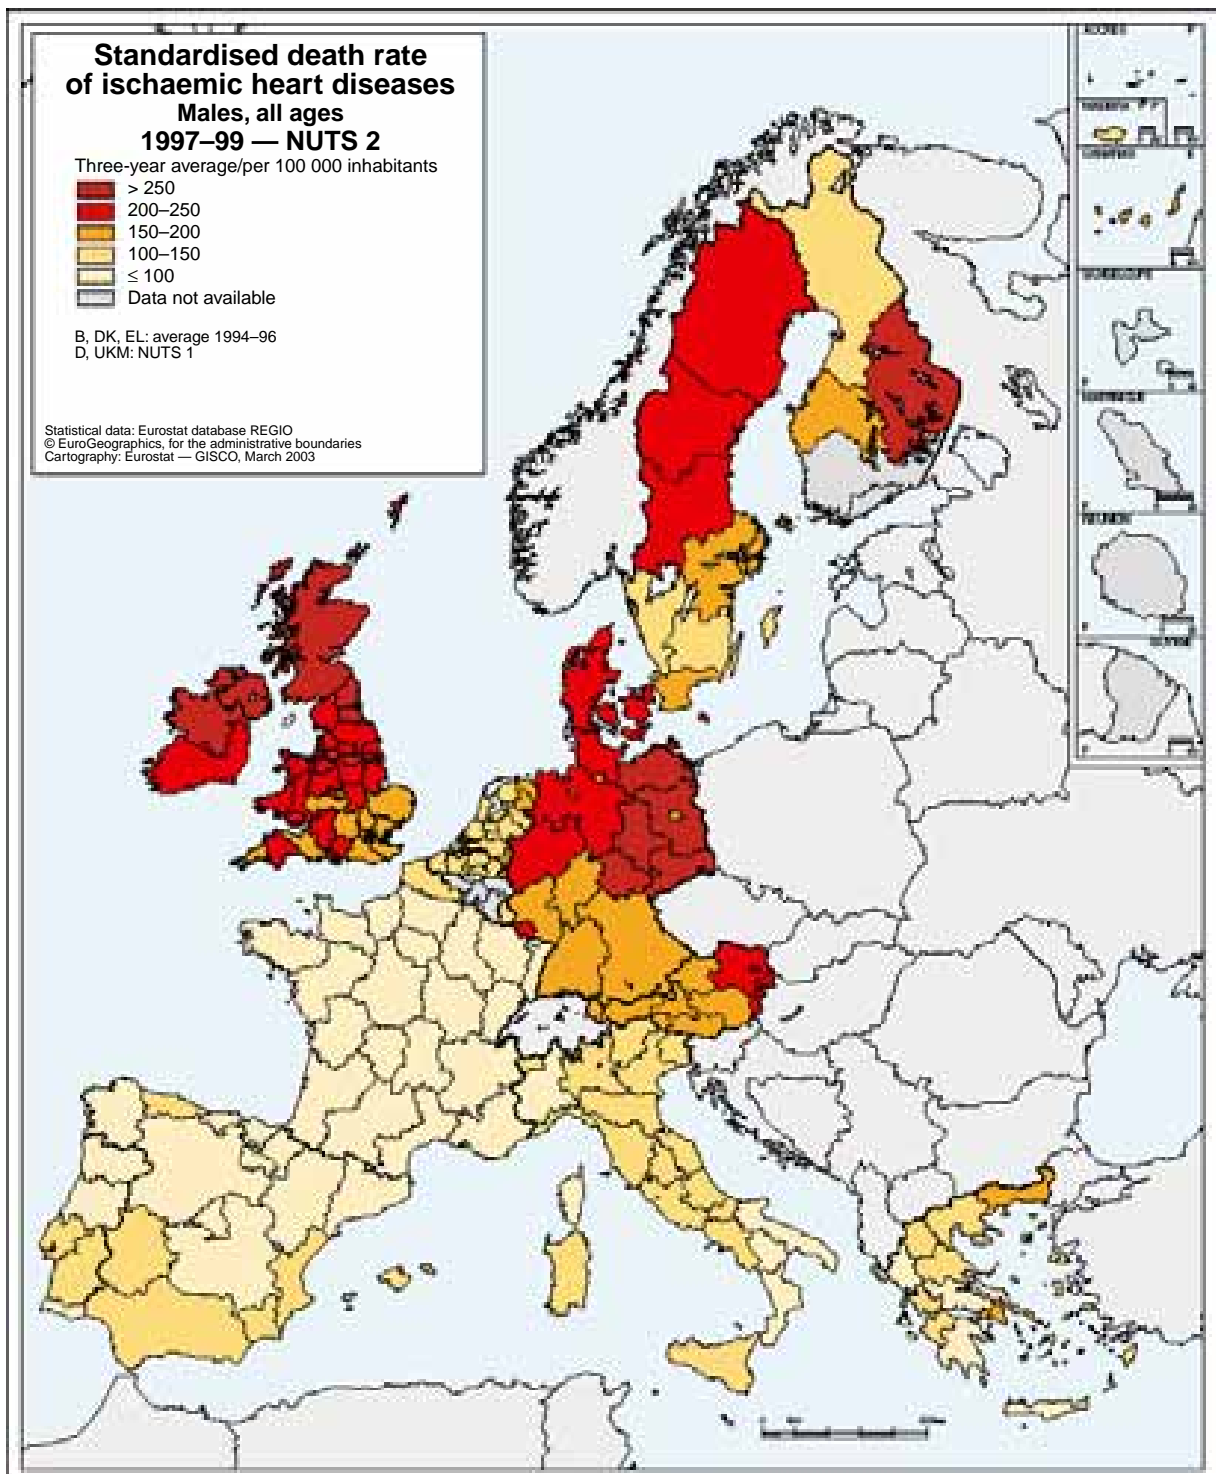 Standardised death rate
of ischaemic heart diseases
Males, all ages
1997–99 — NUTS 2
Three-year average/per 100 000 inhabitants
> 250
200–250
150–200
100–150
≤ 100
Data not available
B, DK, EL: average 1994–96
D, UKM: NUTS 1
Statistical data: Eurostat database REGIO
© EuroGeographics, for the administrative boundaries
Cartography: Eurostat — GISCO, March 2003